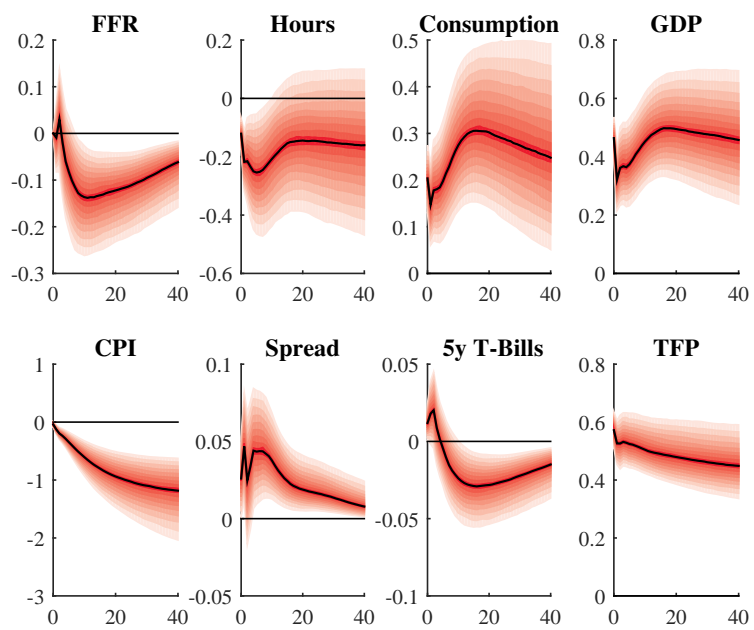 FFR Hours Consumption GDP
0.2 0.2 0.5 0.8
0.1 0.4
0 0.6
0 0.3
-0.2 0.4
-0.1 0.2
-0.2 -0.4 0.2
0.1
-0.3 -0.6 0 0
0 20 40 0 20 40 0 20 40 0 20 40
CPI Spread 5y T-Bills TFP
1 0.1 0.05 0.8
0 0.6
0.05 0
-1 0.4
0 -0.05
-2 0.2
-3 -0.05 -0.1 0
0 20 40 0 20 40 0 20 40 0 20 40